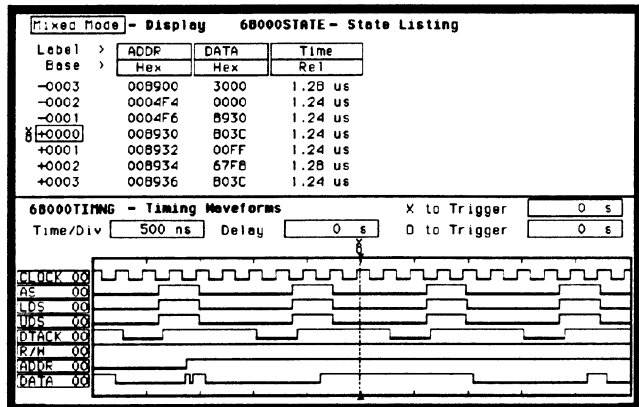 Mixed Mode - Display 68000STATE - State Listing
Label > ADDR DATA Time
Base > Hex Hex Rel
-0003 008900 3000 1.28 us
-0002 0004F4 0000 1.24 us
-0001 0004F6 8930 1.24 us
X
O +0000 008930 B03C 1.24 us
+0001 008932 00FF 1.24 us
+0002 008934 67F8 1.28 us
+0003 008936 B03C 1.24 us
68000TIMNG - Timing Waveforms X to Trigger 0 s
Time/Div 500 ns Delay 0 s O to Trigger 0 s
X
O
CLOCK 00
AS 00
LDS 00
UDS 00
DTACK 00
R/W 00
ADDR 00
DATA 00